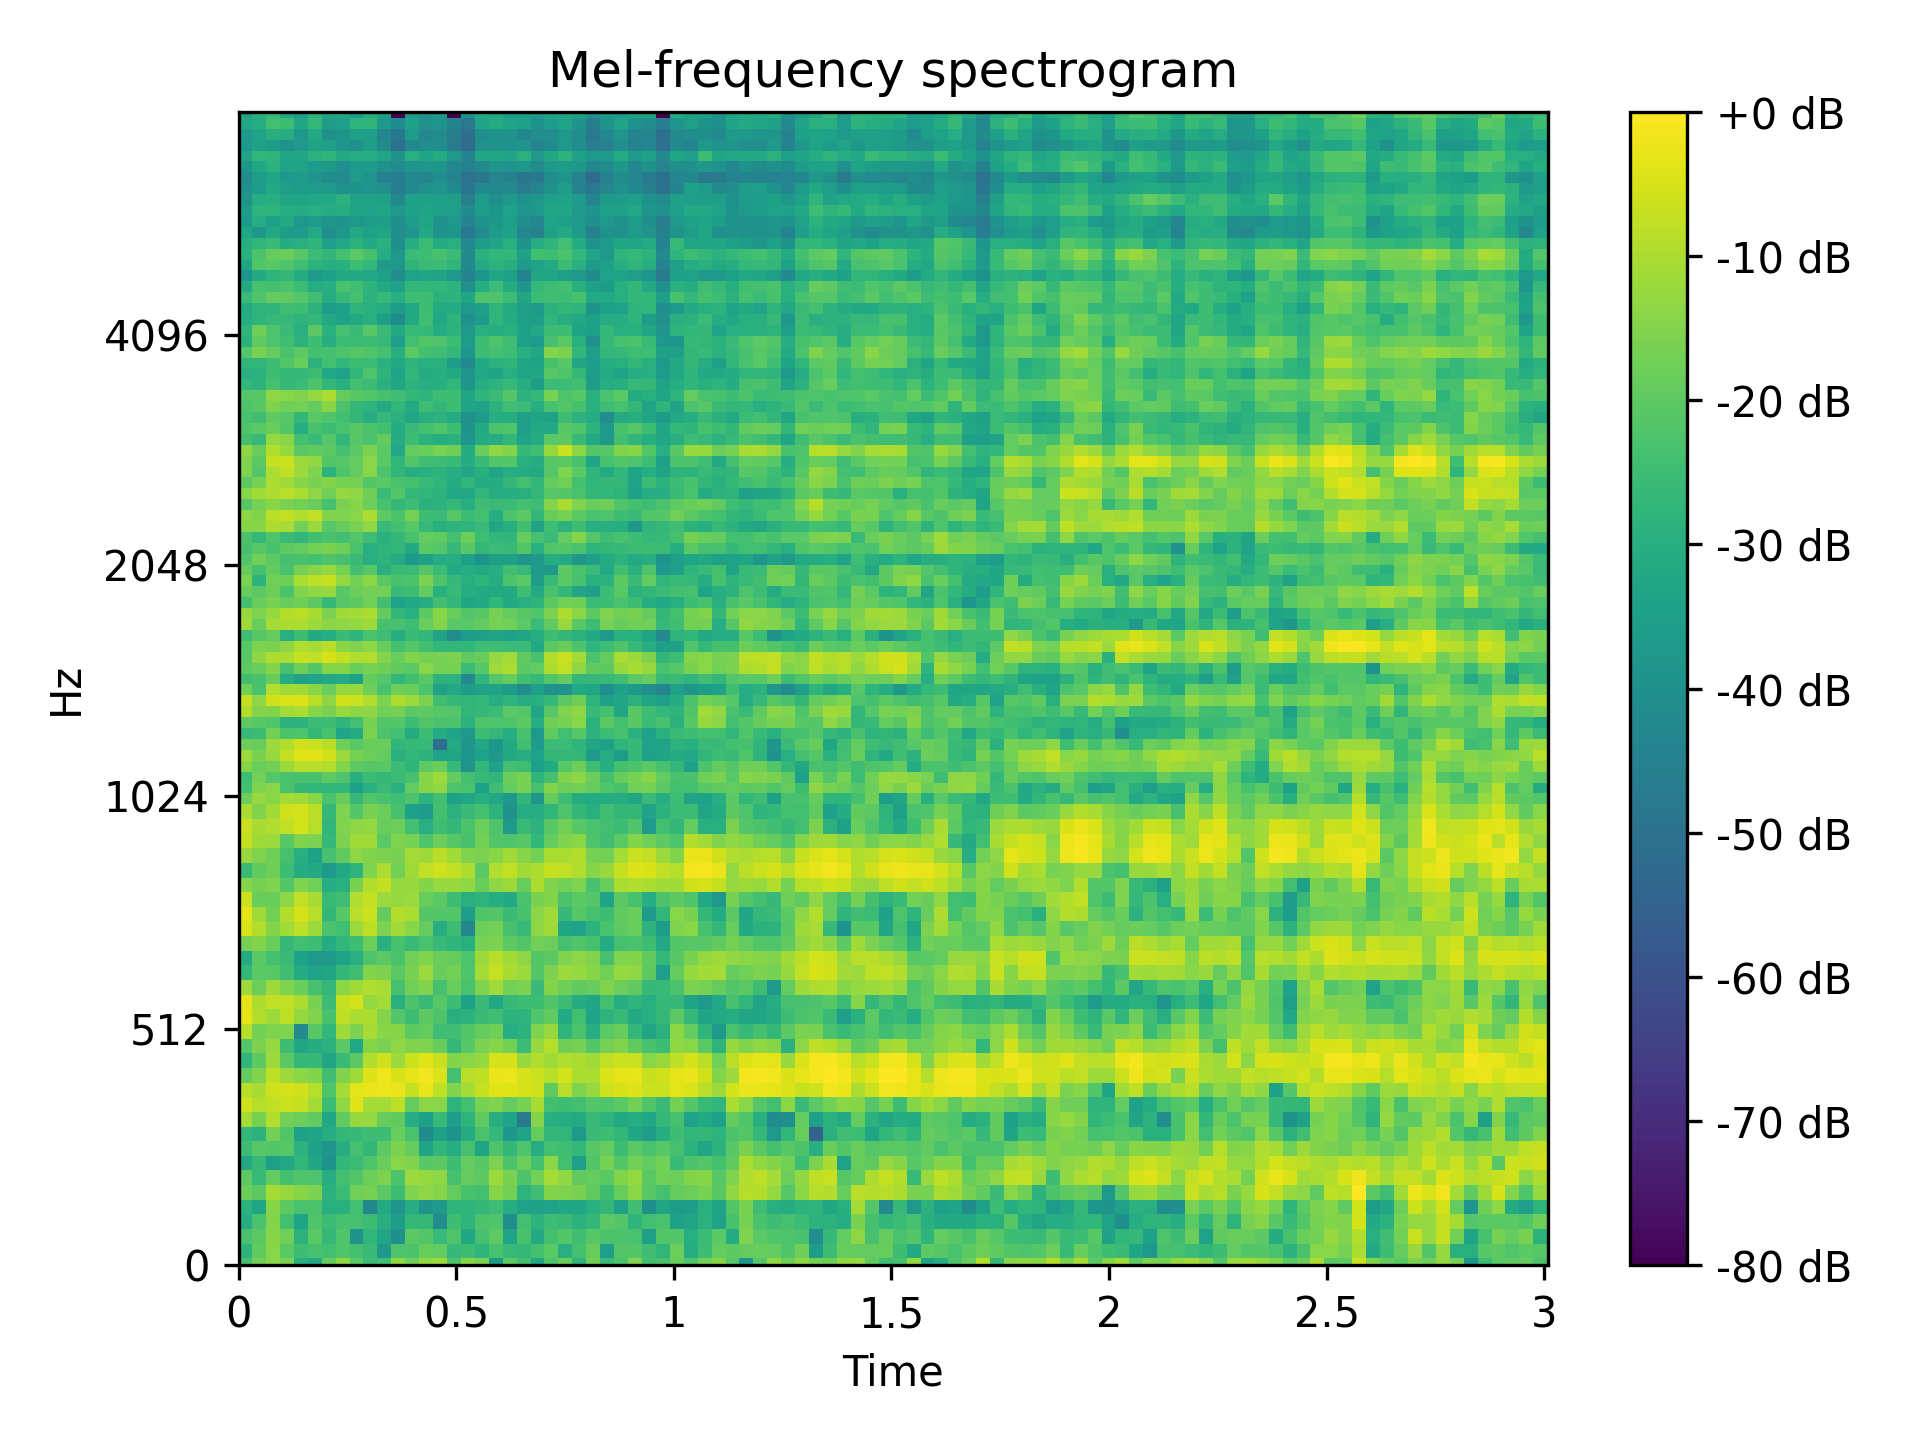 Mel-frequency spectrogram
+0 dB
-10 dB
4096
-20 dB
-30 dB
2048
Hz
-40 dB
1024
-50 dB
-60 dB
512
-70 dB
0
-80 dB
0 0.5 1 1.5 2 2.5 3
Time